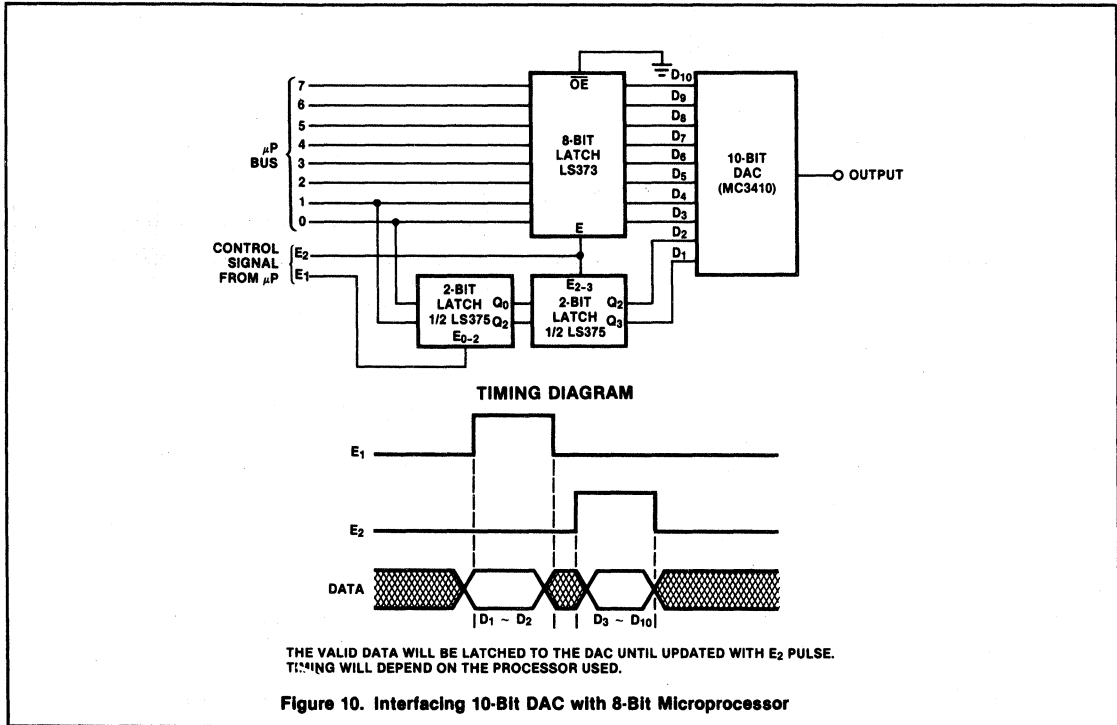 OE
D10
7
D9
6
D8
5
8-BIT
LATCH
LS373
D7
4
µP
BUS
D6
10-BIT
DAC
(MC3410)
OUTPUT
3
D5
2
D4
1
D3
0
E
D2
CONTROL
SIGNAL
FROM µP
E2
D1
E1
2-BIT
LATCH
1/2 LS375
Q0
Q2
E0-2
E2-3
2-BIT
LATCH
1/2 LS375
Q2
Q3
TIMING DIAGRAM
E1
E2
DATA
D1 ~ D2
D3 ~ D10
THE VALID DATA WILL BE LATCHED TO THE DAC UNTIL UPDATED WITH E2 PULSE.
TIMING WILL DEPEND ON THE PROCESSOR USED.
Figure 10. Interfacing 10-Bit DAC with 8-Bit Microprocessor